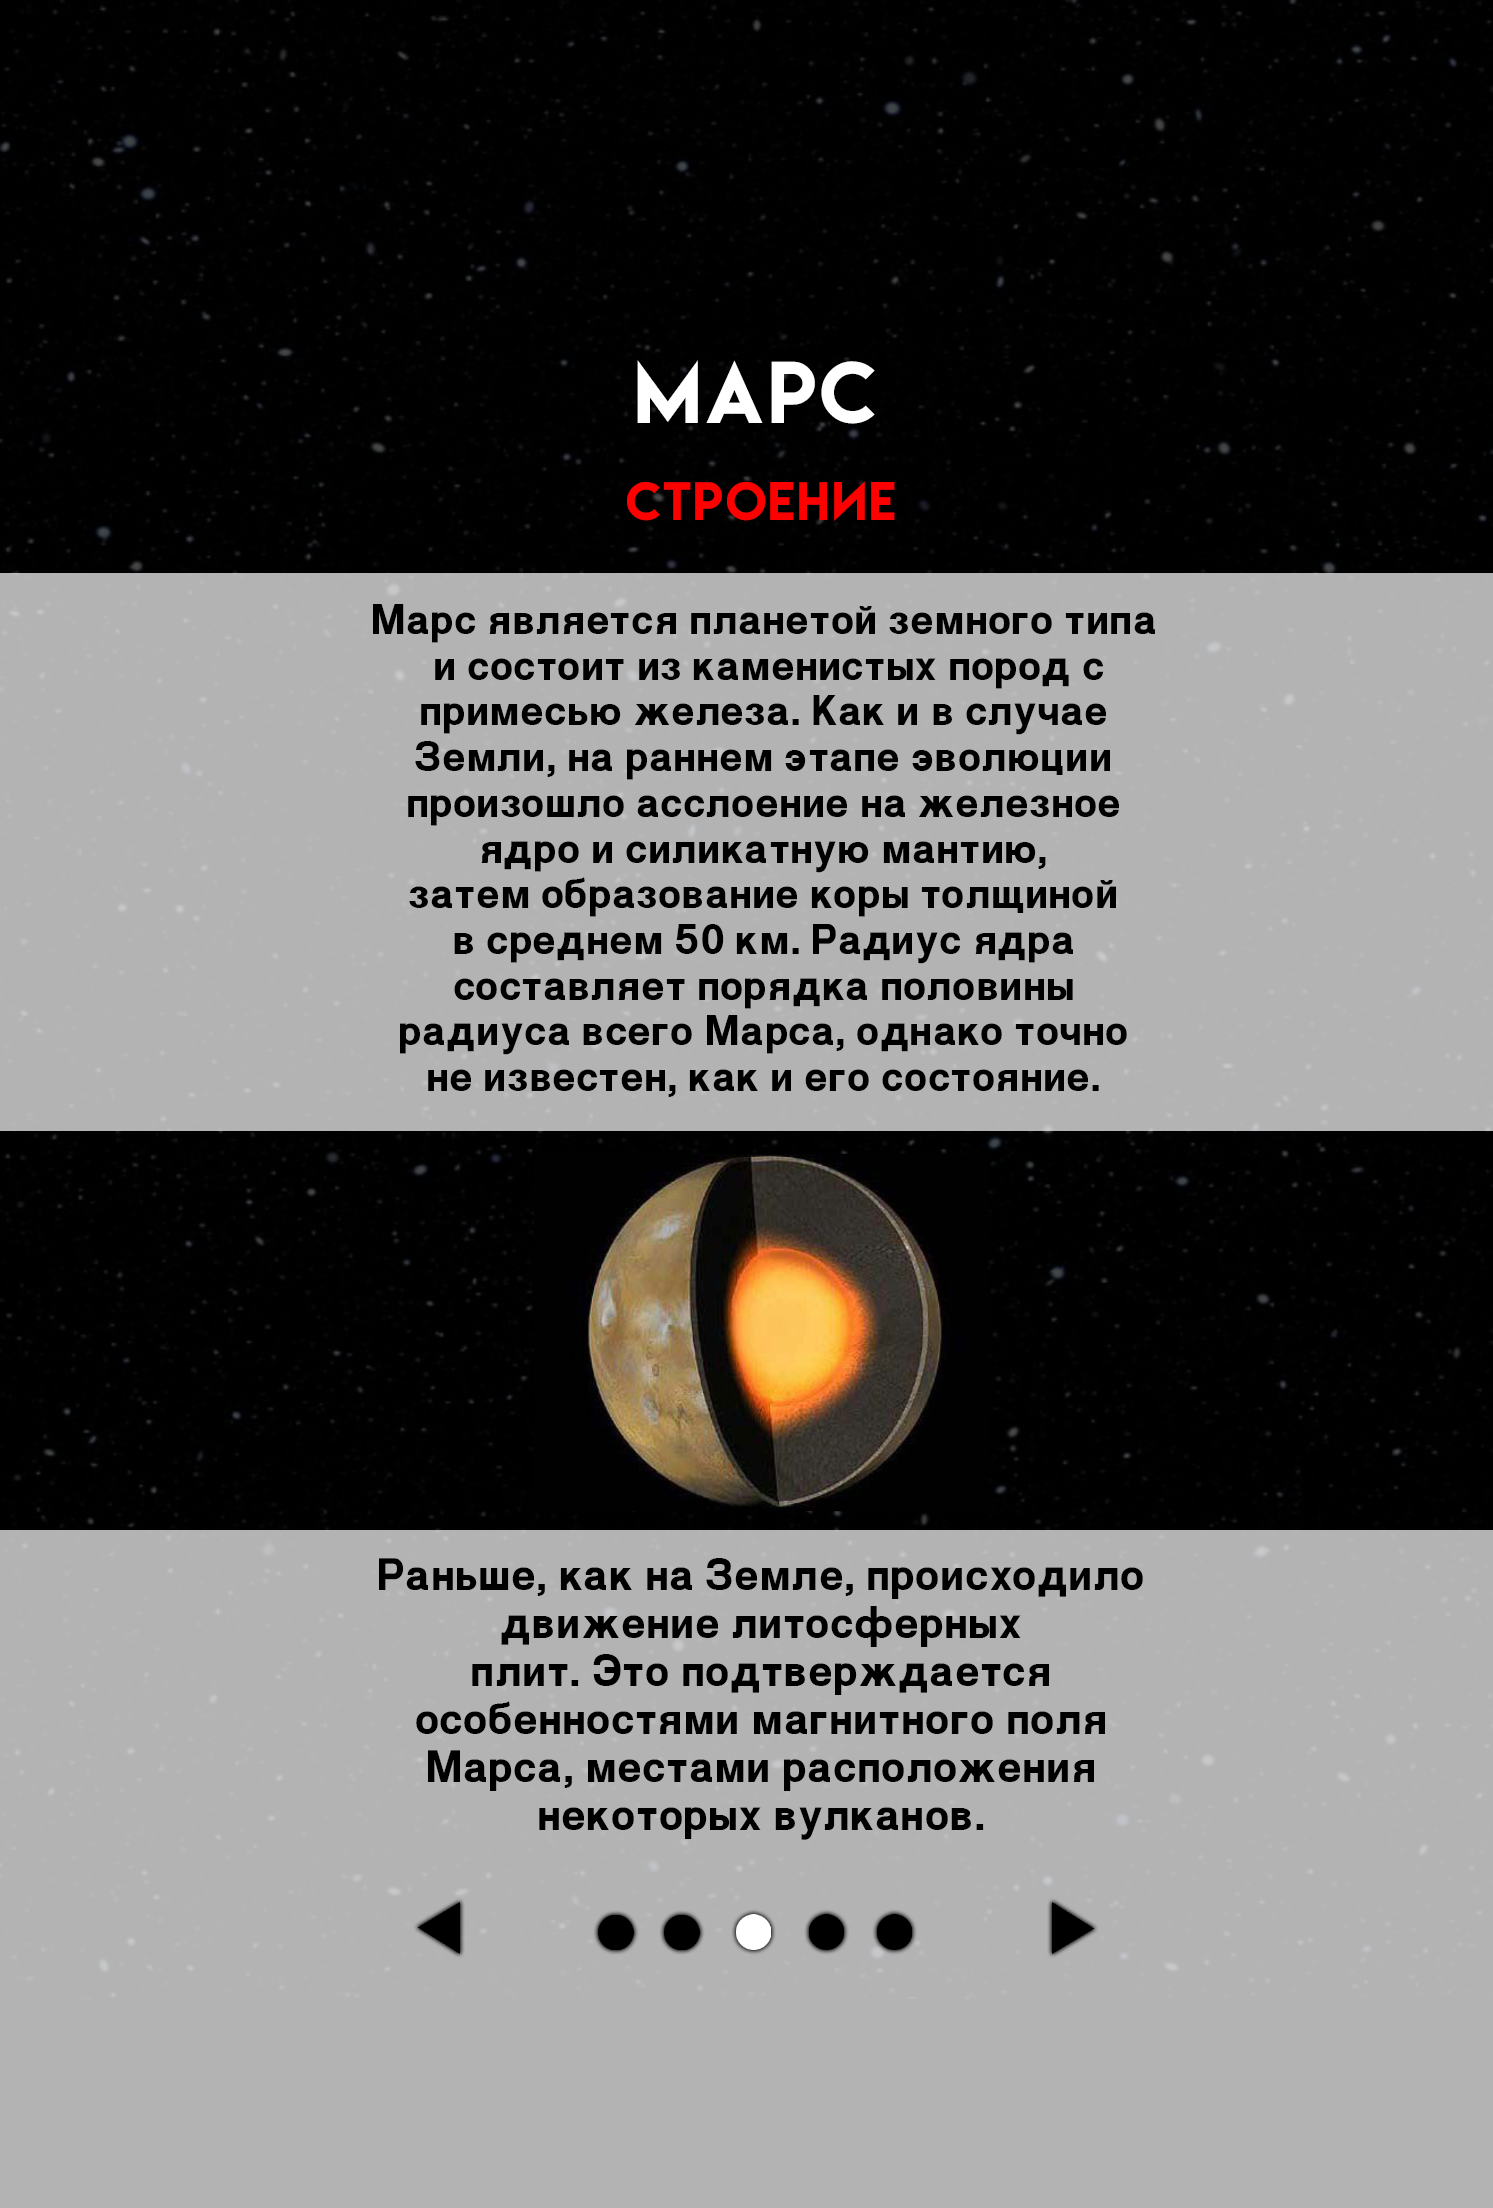 МАРС
СТРОЕНИЕ
Марс является планетой земного типа
и состоит из каменистых пород с
примесью железа. Как и в случае
Земли, на раннем этапе эволюции
произошло асслоение на железное
ядро и силикатную мантию,
затем образование коры толщиной
в среднем 50 км. Радиус ядра
составляет порядка половины
радиуса всего Марса, однако точно
не известен, как и его состояние.
Раньше, как на Земле, происходило
движение литосферных
плит. Это подтверждается
особенностями магнитного поля
Марса, местами расположения
некоторых вулканов.